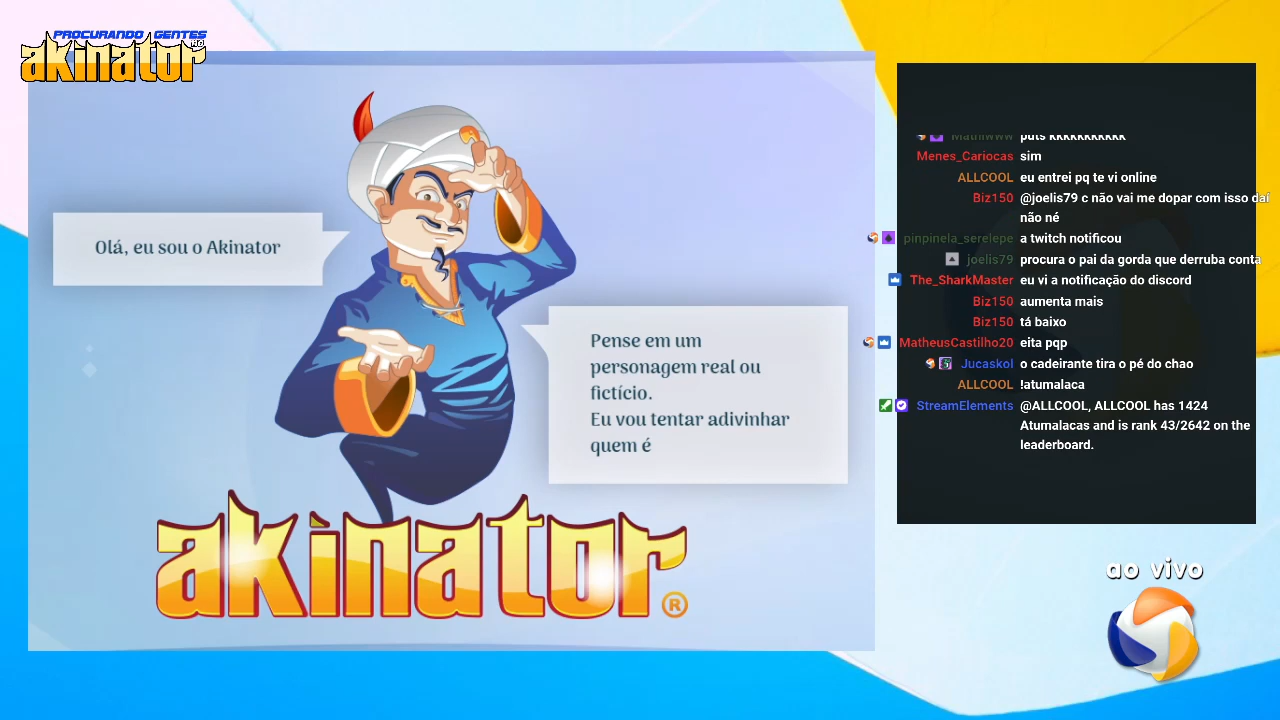 PROCURANDO GENTES
NO
akinator
Olá, eu sou o Akinator
Pense em um
personagem real ou
fictício.
Eu vou tentar adivinhar
quem é
akinator®
MathiWWW puts kkkkkkkkkkk
Menes_Cariocas sim
ALLCOOL eu entrei pq te vi online
Biz150 @joelis79 c não vai me dopar com isso daí
não né
pinpinela_serelepe a twitch notificou
joelis79 procura o pai da gorda que derruba conta
The_SharkMaster eu vi a notificação do discord
Biz150 aumenta mais
Biz150 tá baixo
MatheusCastilho20 eita pqp
Jucaskol o cadeirante tira o pé do chao
ALLCOOL !atumalaca
StreamElements @ALLCOOL, ALLCOOL has 1424
Atumalacas and is rank 43/2642 on the
leaderboard.
ao vivo